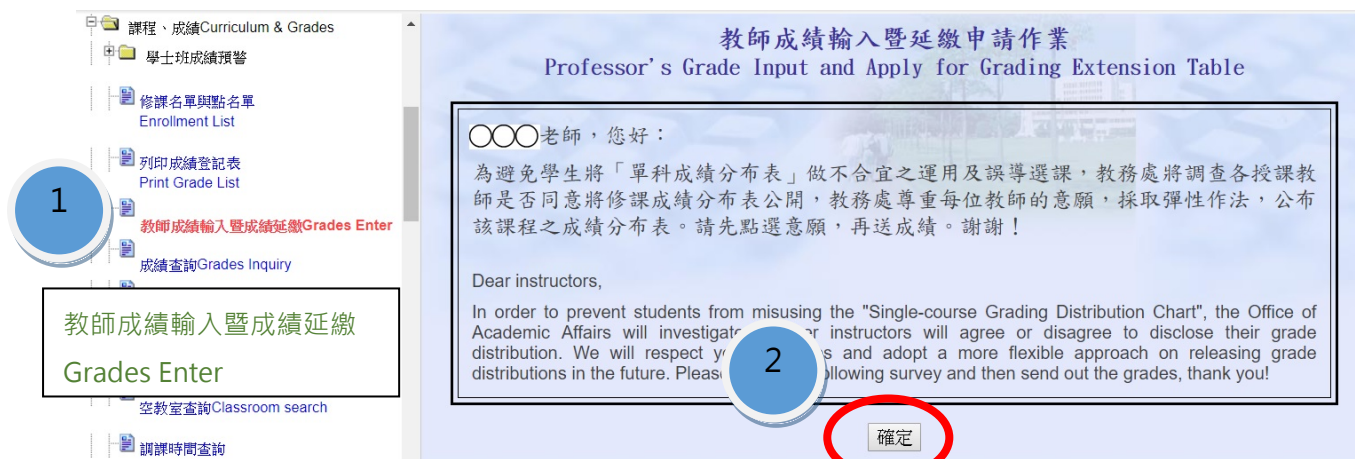 課程、成績Curriculum & Grades
學士班成績預警
修課名單與點名單
Enrollment List
列印成績登記表
Print Grade List
1
教師成績輸入暨成績延繳Grades Enter
成績查詢Grades Inquiry
教師成績輸入暨成績延繳
Grades Enter
空教室查詢Classroom search
調課時間查詢
教師成績輸入暨延繳申請作業
Professor's Grade Input and Apply for Grading Extension Table
○○○老師，您好：
為避免學生將「單科成績分布表」做不合宜之運用及誤導選課，教務處將調查各授課教
師是否同意將修課成績分布表公開，教務處尊重每位教師的意願，採取彈性作法，公布
該課程之成績分布表。請先點選意願，再送成績。謝謝！
Dear instructors,
In order to prevent students from misusing the "Single-course Grading Distribution Chart", the Office of
Academic Affairs will investigate or instructors will agree or disagree to disclose their grade
distribution. We will respect and adopt a more flexible approach on releasing grade
distributions in the future. Please following survey and then send out the grades, thank you!
2
確定